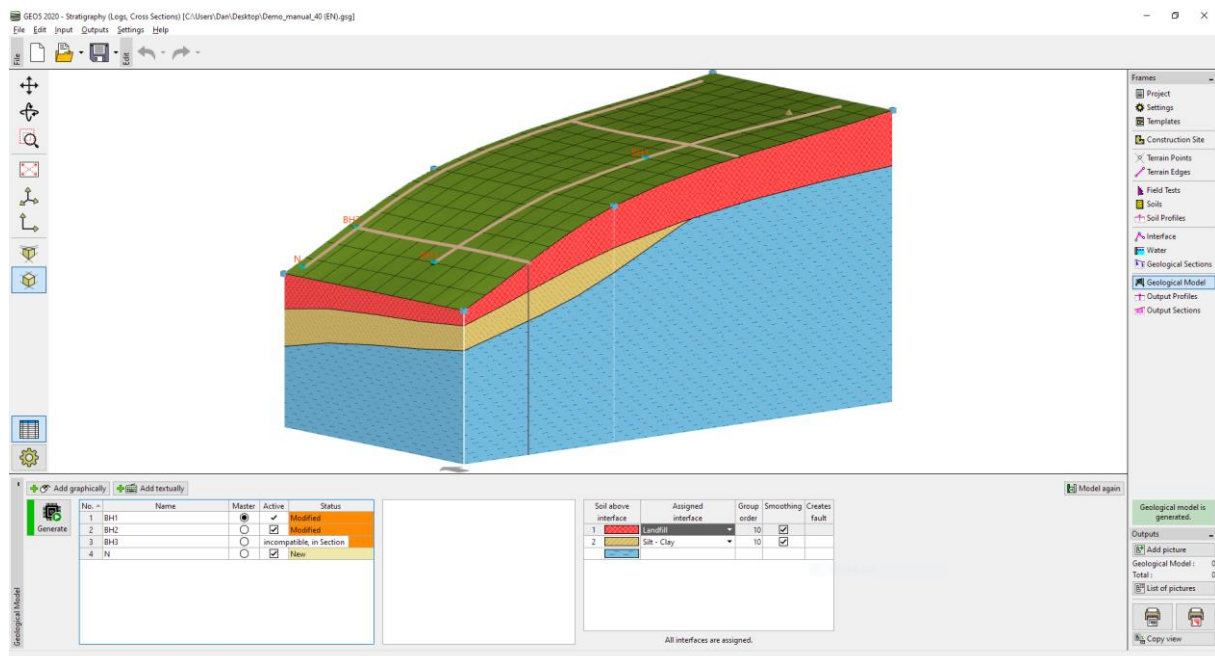 GEO5 2020 - Stratigraphy (Logs, Cross Sections) [C:\Users\Dan\Desktop\Demo_manual_40 (EN).gsg]
File Edit Input Outputs Settings Help
File
Edit
Frames
Project
Settings
Templates
Construction Site
Terrain Points
Terrain Edges
Field Tests
Soils
Soil Profiles
Interface
Water
Geological Sections
Geological Model
Output Profiles
Output Sections
N
Add graphically Add textually
Model again
Generate
No. Name Master Active Status
1 BH1 Modified
2 BH2 Modified
3 BH3 incompatible, in Section
4 N New
Soil above interface Assigned interface Group order Smoothing Creates fault
1 Landfill 10
2 Silt - Clay 10
All interfaces are assigned.
Geological Model
Geological model is generated.
Outputs
Add picture
Geological Model : 0
Total : 0
List of pictures
Copy view